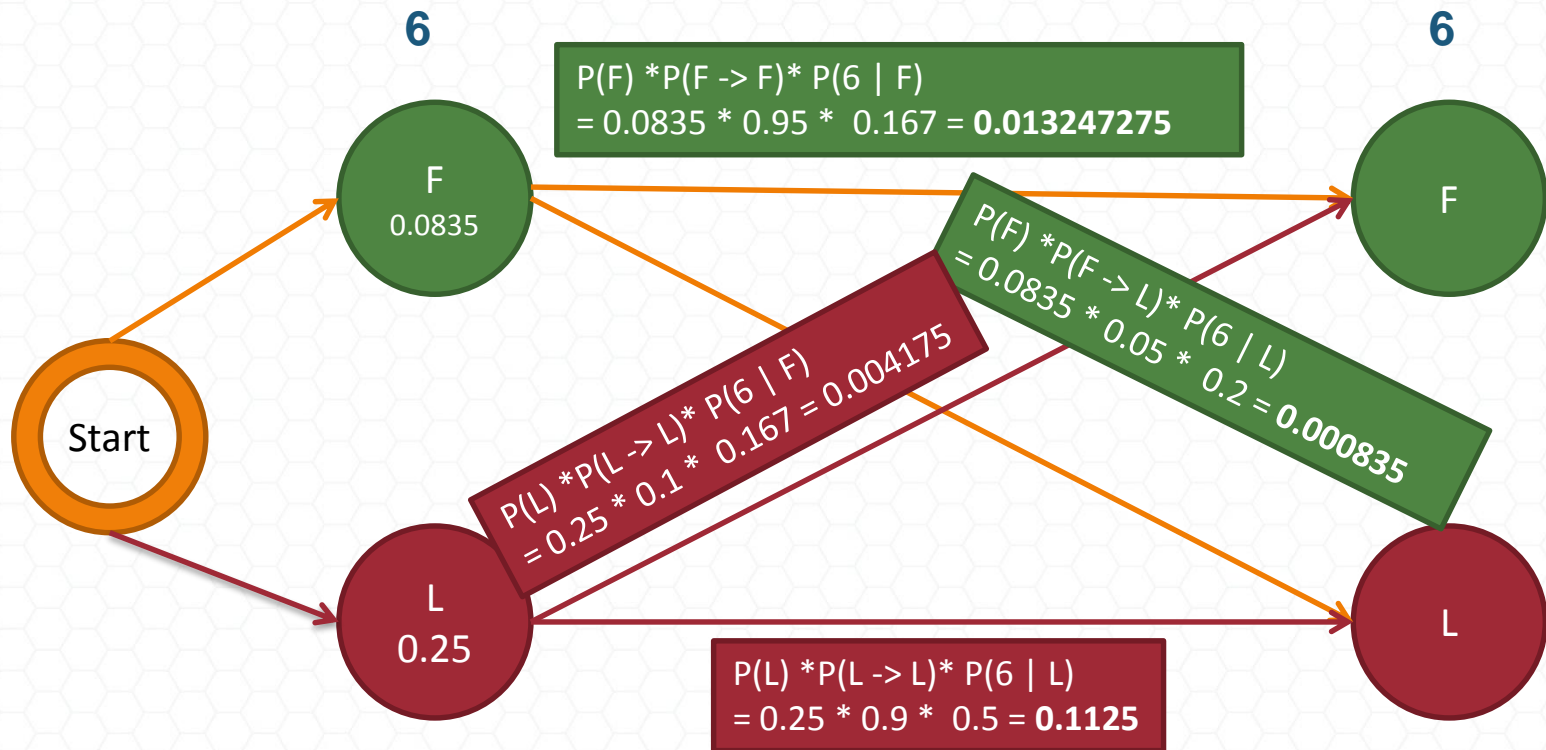 6
6
P(F) *P(F -> F)* P(6 | F)
= 0.0835 * 0.95 *  0.167 = 0.013247275
F
0.0835
F
P(F) *P(F -> L)* P(6 | L)
= 0.0835 * 0.05 *  0.2 = 0.000835
Start
P(L) *P(L -> L)* P(6 | F)
= 0.25 * 0.1 *  0.167 = 0.004175
L
0.25
L
P(L) *P(L -> L)* P(6 | L)
= 0.25 * 0.9 *  0.5 = 0.1125